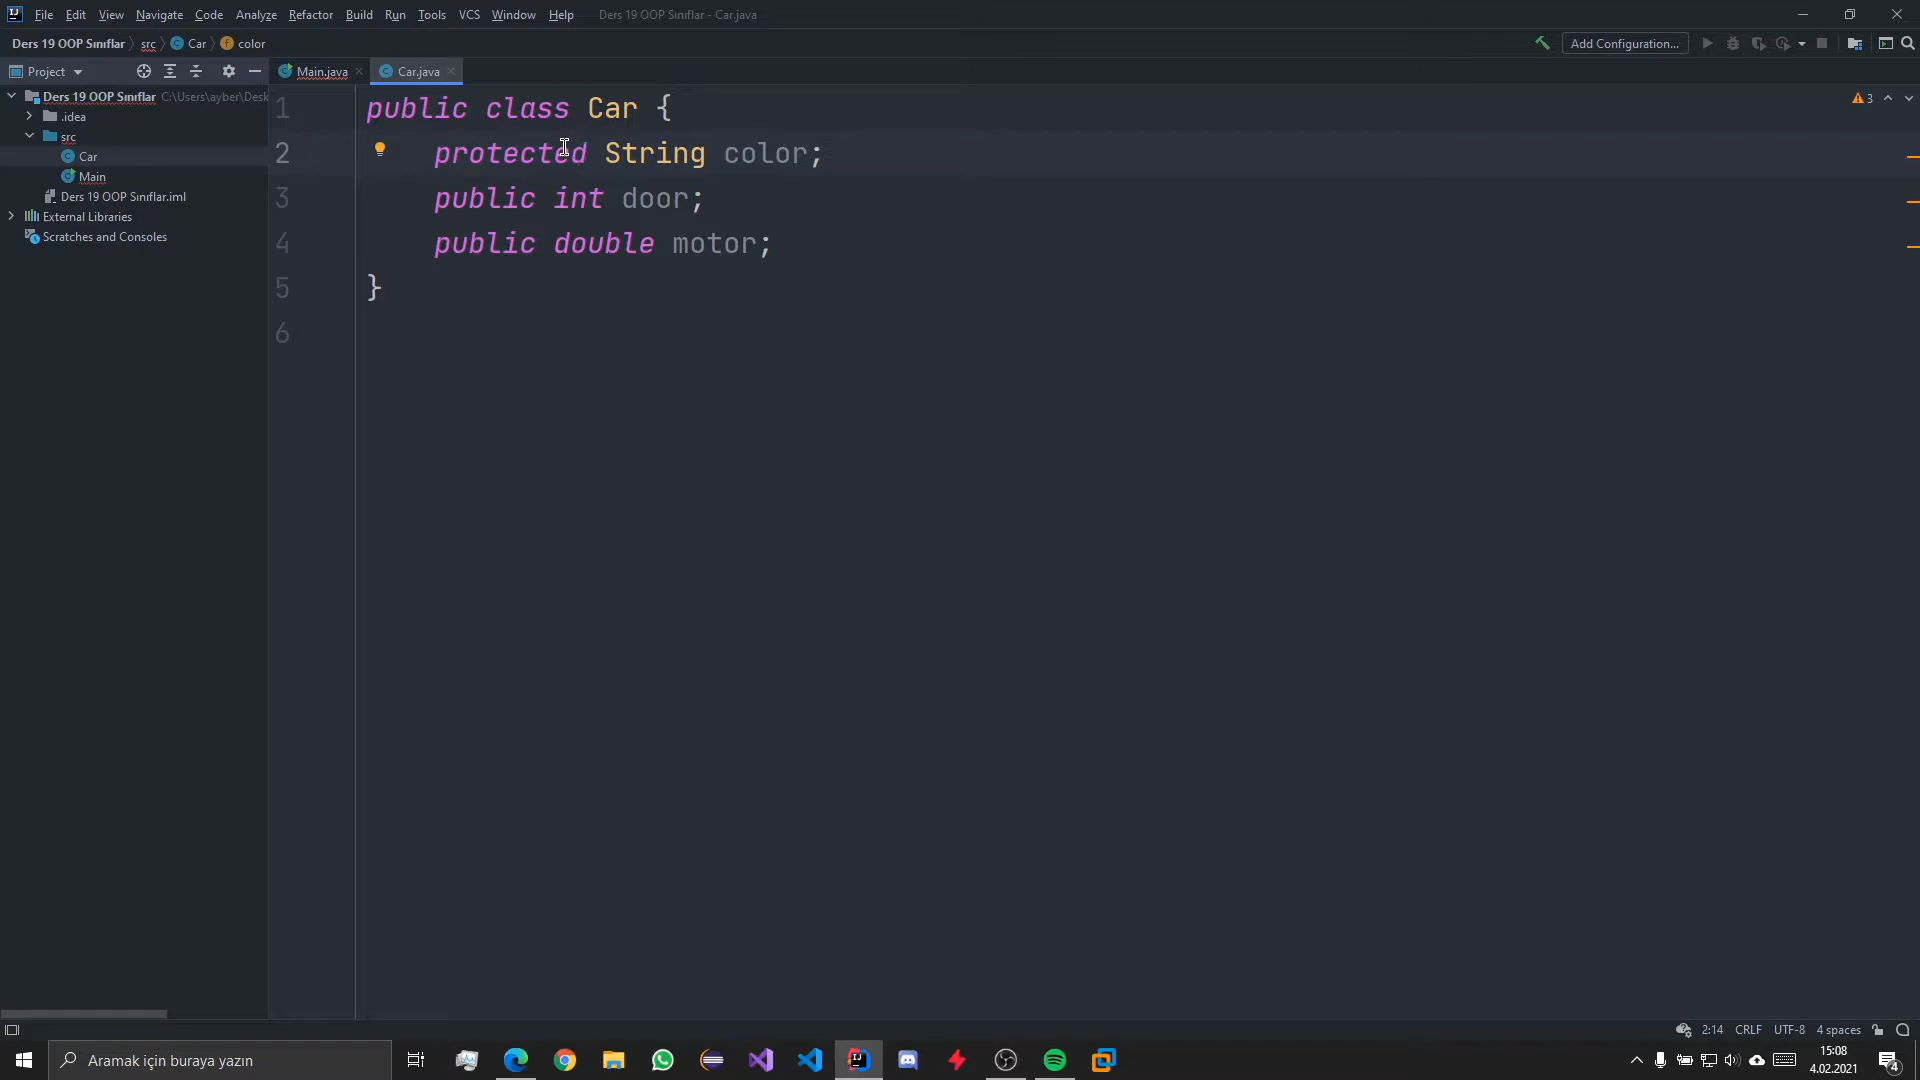 File Edit View Navigate Code Analyze Refactor Build Run Tools VCS Window Help Ders 19 OOP Sınıflar - Car.java
Ders 19 OOP Sınıflar src Car color Add Configuration...
Project Main.java Car.java
Ders 19 OOP Sınıflar C:\Users\ayber\Desk
.idea
src
Car
Main
Ders 19 OOP Sınıflar.iml
External Libraries
Scratches and Consoles
3
1 public class Car {
2 protected String color;
3 public int door;
4 public double motor;
5 }
6
2:14 CRLF UTF-8 4 spaces
Aramak için buraya yazın
15:08
4.02.2021
4